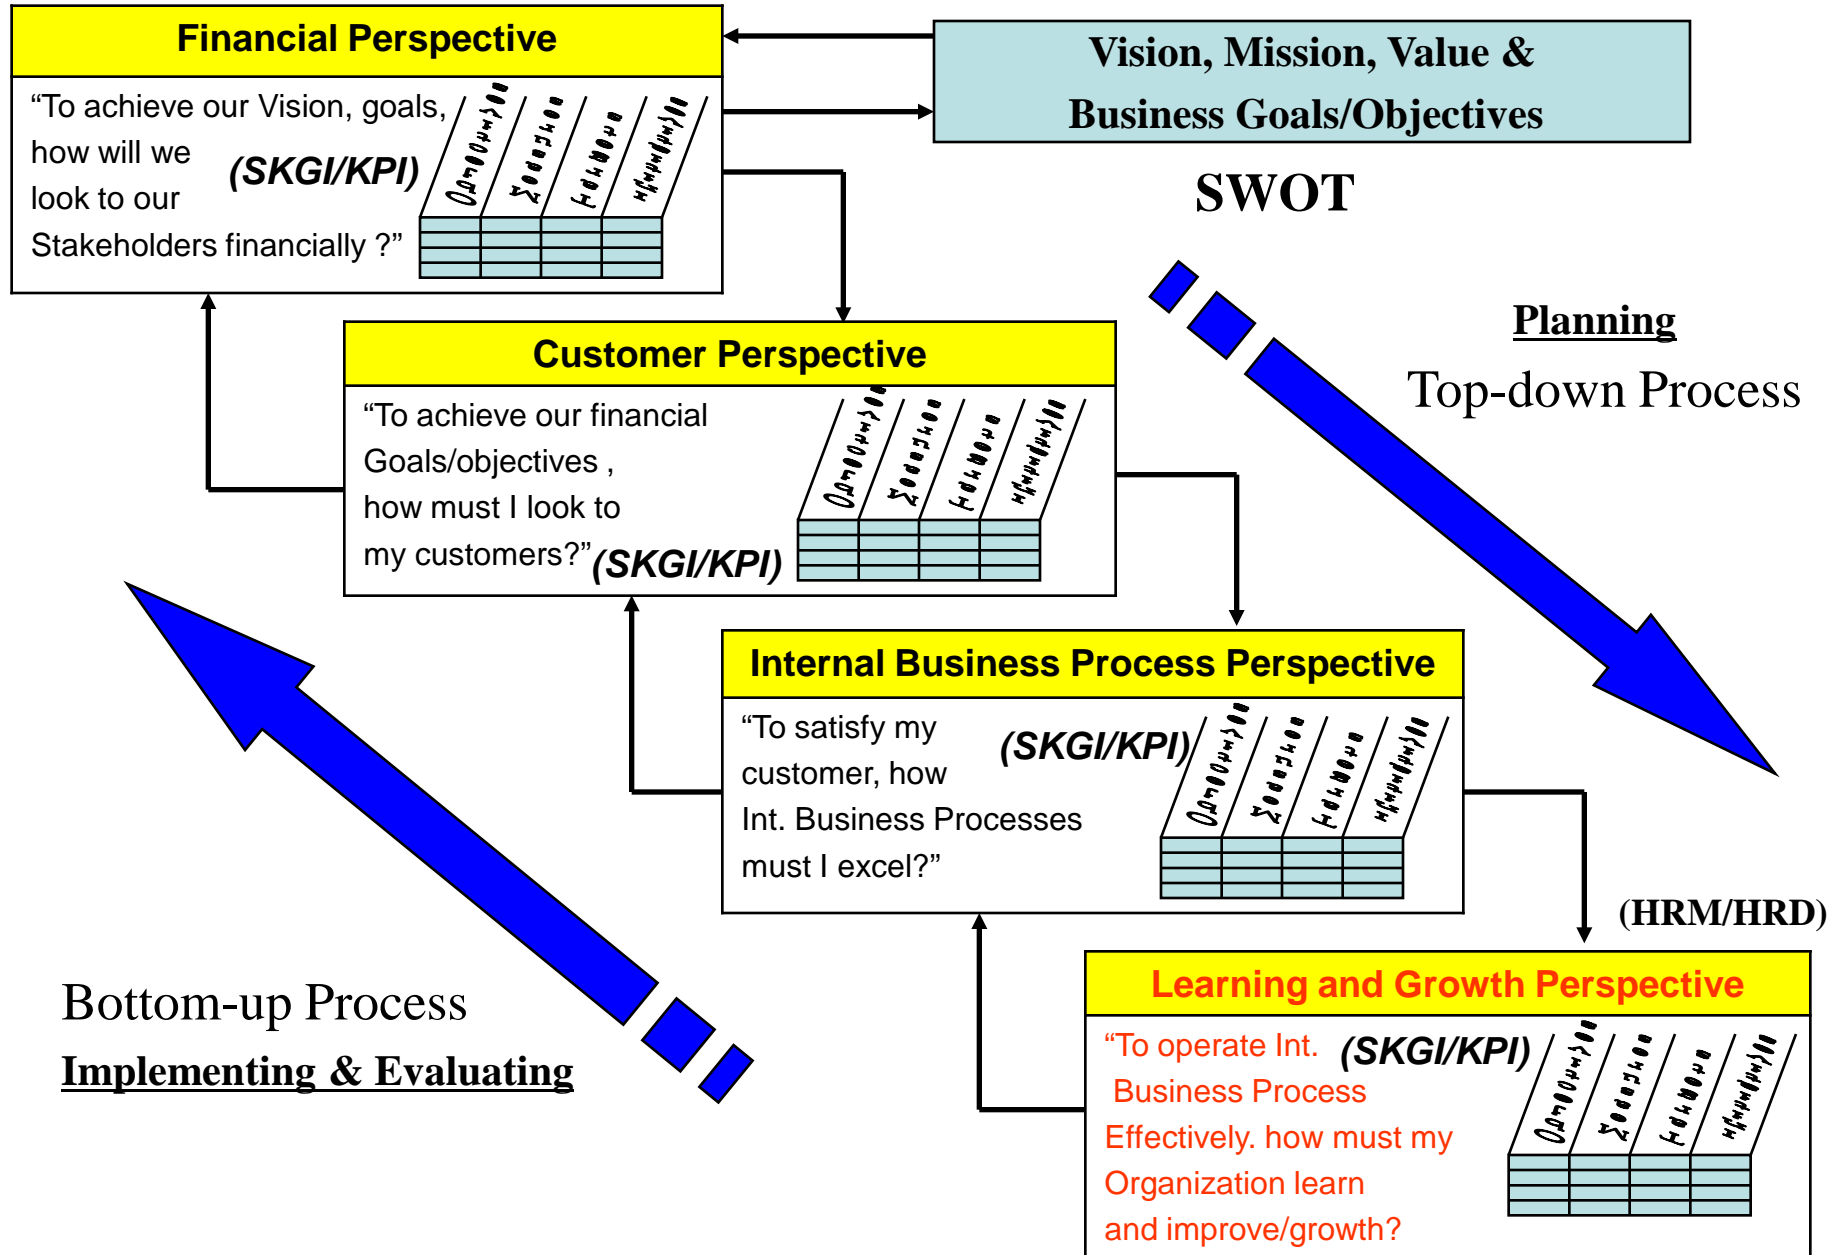 Financial Perspective
“To achieve our Vision, goals,
how will we
look to our
Stakeholders financially ?”
(SKGI/KPI)
Vision, Mission, Value &
Business Goals/Objectives
SWOT
Planning
Top-down Process
Customer Perspective
“To achieve our financial
Goals/objectives ,
how must I look to
my customers?”
(SKGI/KPI)
Internal Business Process Perspective
“To satisfy my
customer, how
Int. Business Processes
must I excel?”
(SKGI/KPI)
(HRM/HRD)
Learning and Growth Perspective
“To operate Int.
Business Process
Effectively. how must my
Organization learn
and improve/growth?
(SKGI/KPI)
Bottom-up Process
Implementing & Evaluating